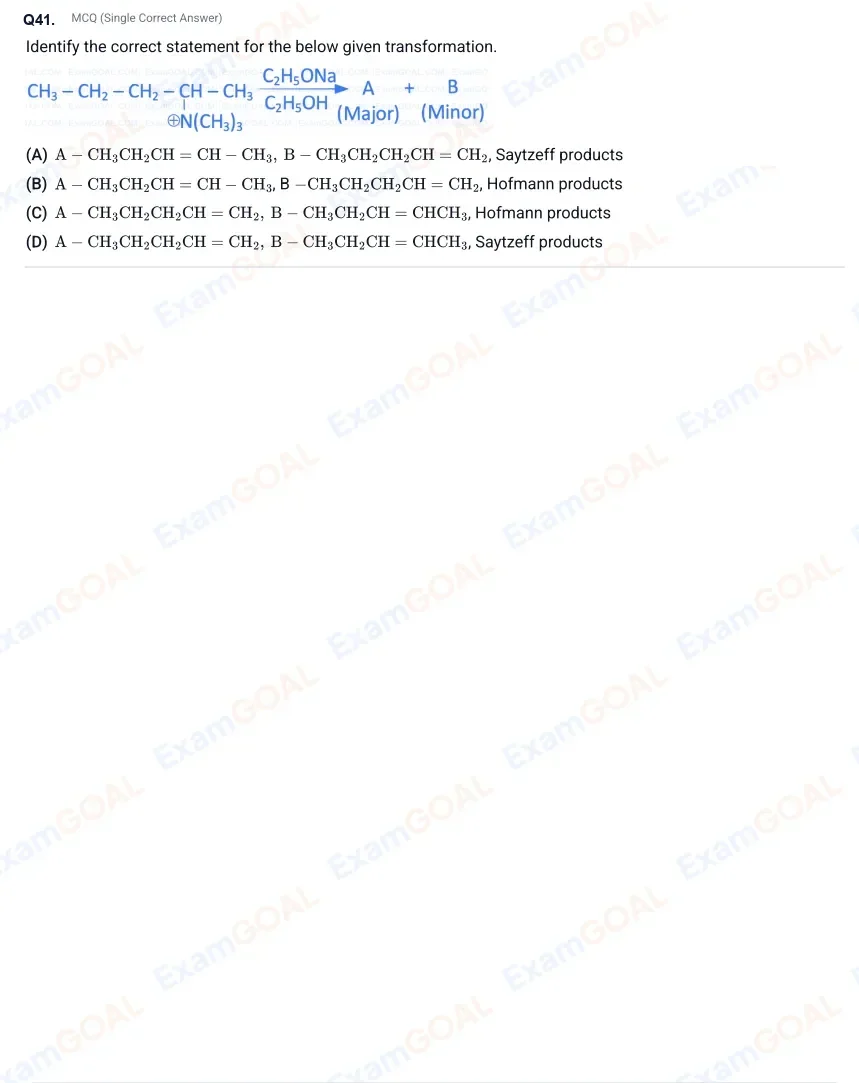 Q41. MCQ (Single Correct Answer)
Identify the correct statement for the below given transformation.
CH₃ – CH₂ – CH₂ – CH – CH₃ C₂H₅ONa / C₂H₅OH → A + B
⊕N(CH₃)₃ (Major) (Minor)
(A) A – CH₃CH₂CH = CH – CH₃, B – CH₃CH₂CH₂CH = CH₂, Saytzeff products
(B) A – CH₃CH₂CH = CH – CH₃, B –CH₃CH₂CH₂CH = CH₂, Hofmann products
(C) A – CH₃CH₂CH₂CH = CH₂, B – CH₃CH₂CH = CHCH₃, Hofmann products
(D) A – CH₃CH₂CH₂CH = CH₂, B – CH₃CH₂CH = CHCH₃, Saytzeff products
ExamGOAL